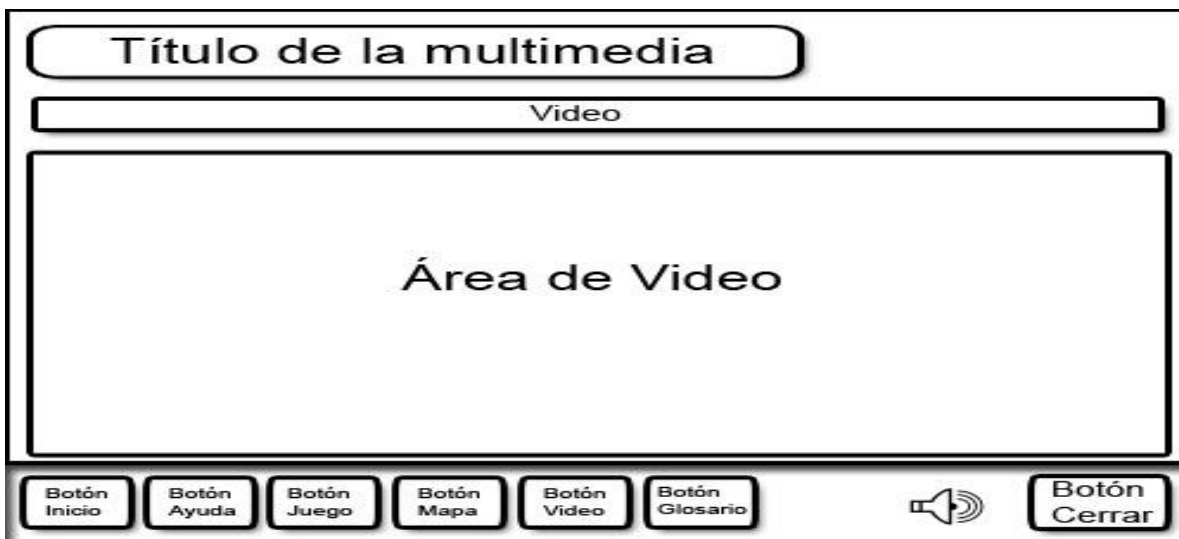 Título de la multimedia
Video
Área de Video
Botón
Inicio
Botón
Ayuda
Botón
Juego
Botón
Mapa
Botón
Video
Botón
Glosario
Botón
Cerrar